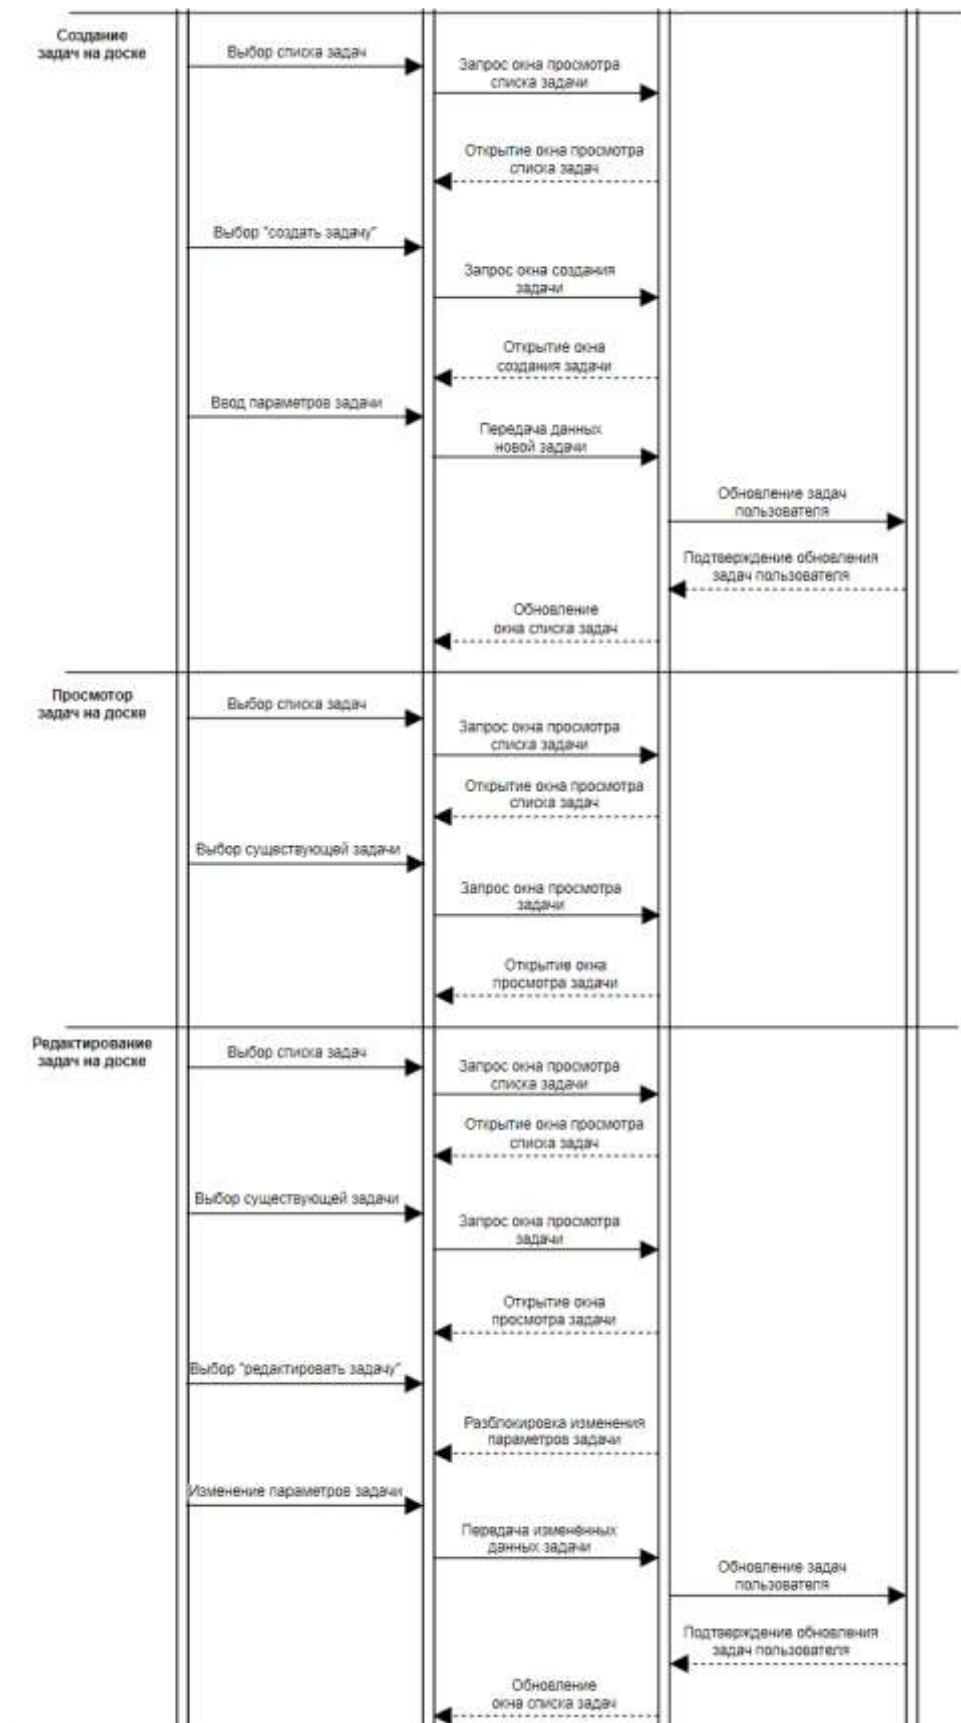 Создание
задач на доске
Выбор списка задач
Запрос окна просмотра
списка задачи
Открытие окна просмотра
списка задач
Выбор "создать задачу"
Запрос окна создания
задачи
Открытие окна
создания задачи
Ввод параметров задачи
Передача данных
новой задачи
Обновление задач
пользователя
Подтверждение обновления
задач пользователя
Обновление
окна списка задач
Просмотор
задач на доске
Выбор списка задач
Запрос окна просмотра
списка задачи
Открытие окна просмотра
списка задач
Выбор существующей задачи
Запрос окна просмотра
задачи
Открытие окна
просмотра задачи
Редактирование
задач на доске
Выбор списка задач
Запрос окна просмотра
списка задачи
Открытие окна просмотра
списка задач
Выбор существующей задачи
Запрос окна просмотра
задачи
Открытие окна
просмотра задачи
Выбор "редактировать задачу"
Разблокировка изменения
параметров задачи
Изменение параметров задачи
Передача изменённых
данных задачи
Обновление задач
пользователя
Подтверждение обновления
задач пользователя
Обновление
окна списка задач